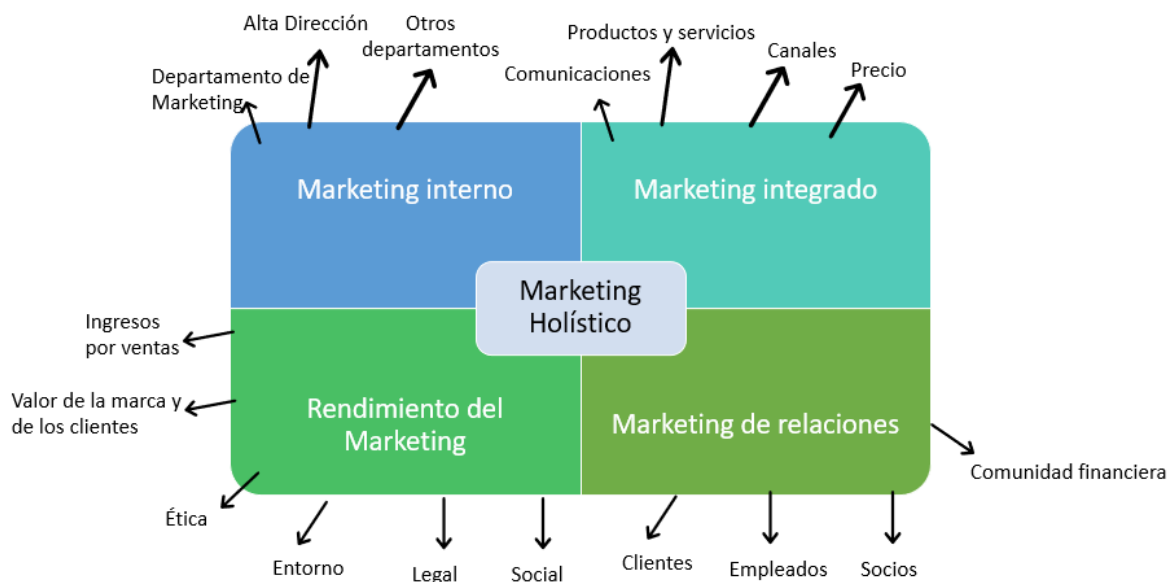 Alta Dirección
Otros
departamentos
Departamento de
Marketing
Productos y servicios
Comunicaciones
Canales
Precio
Marketing interno
Marketing integrado
Marketing
Holístico
Ingresos
por ventas
Valor de la marca y
de los clientes
Rendimiento del
Marketing
Marketing de relaciones
Comunidad financiera
Ética
Entorno
Legal
Social
Clientes
Empleados
Socios